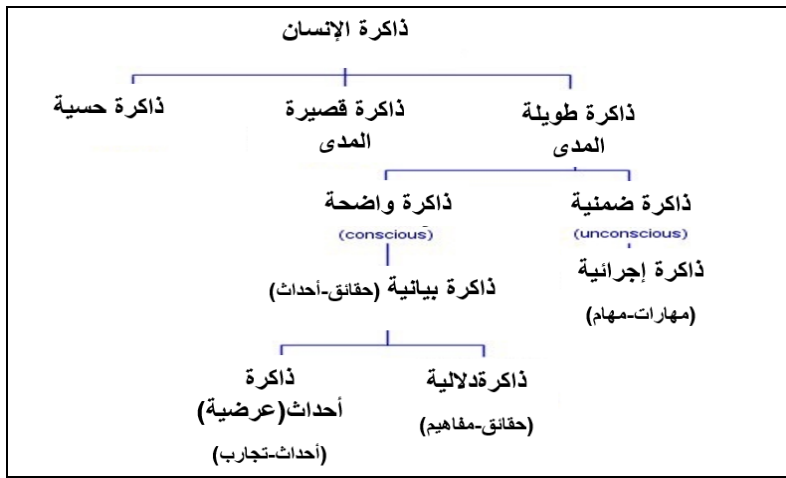 ذاكرة الإنسان
ذاكرة طويلة
المدى
ذاكرة قصيرة
المدى
ذاكرة حسية
ذاكرة ضمنية
(unconscious)
ذاكرة واضحة
(conscious)
ذاكرة إجرائية
(مهارات-مهام)
ذاكرة بيانية (حقائق-أحداث)
ذاكرةدلالية
(حقائق-مفاهيم)
ذاكرة
أحداث(عرضية)
(أحداث-تجارب)